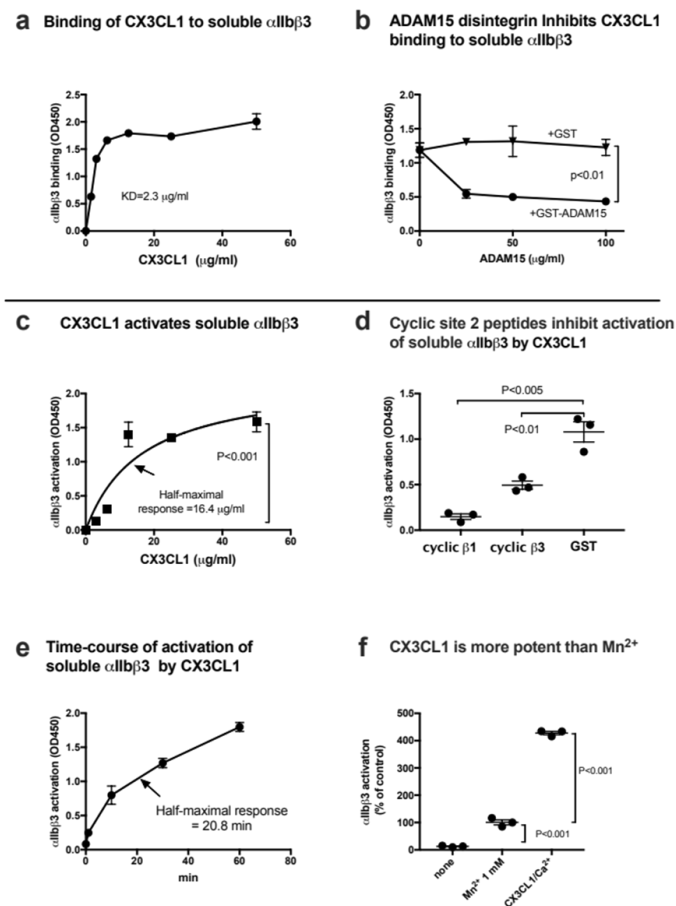 a Binding of CX3CL1 to soluble αIIbβ3
αIIbβ3 binding (OD450)
2.5
2.0
1.5
1.0
0.5
0.0
KD=2.3 μg/ml
0 20 40 60
CX3CL1 (μg/ml)
b ADAM15 disintegrin Inhibits CX3CL1
binding to soluble αIIbβ3
αIIbβ3 binding (OD450)
2.0
1.5
1.0
0.5
0.0
+GST
p<0.01
+GST-ADAM15
0 50 100
ADAM15 (μg/ml)
c CX3CL1 activates soluble αIIbβ3
αIIbβ3 activation (OD450)
2.0
1.5
1.0
0.5
0.0
P<0.001
Half-maximal
response =16.4 μg/ml
0 20 40 60
CX3CL1 (μg/ml)
d Cyclic site 2 peptides inhibit activation
of soluble αIIbβ3 by CX3CL1
αIIbβ3 activation (OD450)
1.5
1.0
0.5
0.0
P<0.005
P<0.01
cyclic β1 cyclic β3 GST
e Time-course of activation of
soluble αIIbβ3 by CX3CL1
αIIbβ3 activation (OD450)
2.0
1.5
1.0
0.5
0.0
Half-maximal response
= 20.8 min
0 20 40 60
min
f CX3CL1 is more potent than Mn²⁺
αIIbβ3 activation
(% of control)
500
400
300
200
100
0
P<0.001
P<0.001
none
Mn²⁺ 1 mM
CX3CL1/Ca²⁺